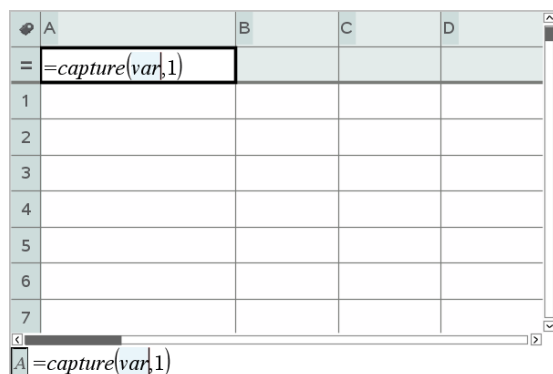 A B C D
= =capture(var,1)
1
2
3
4
5
6
7
A =capture(var,1)